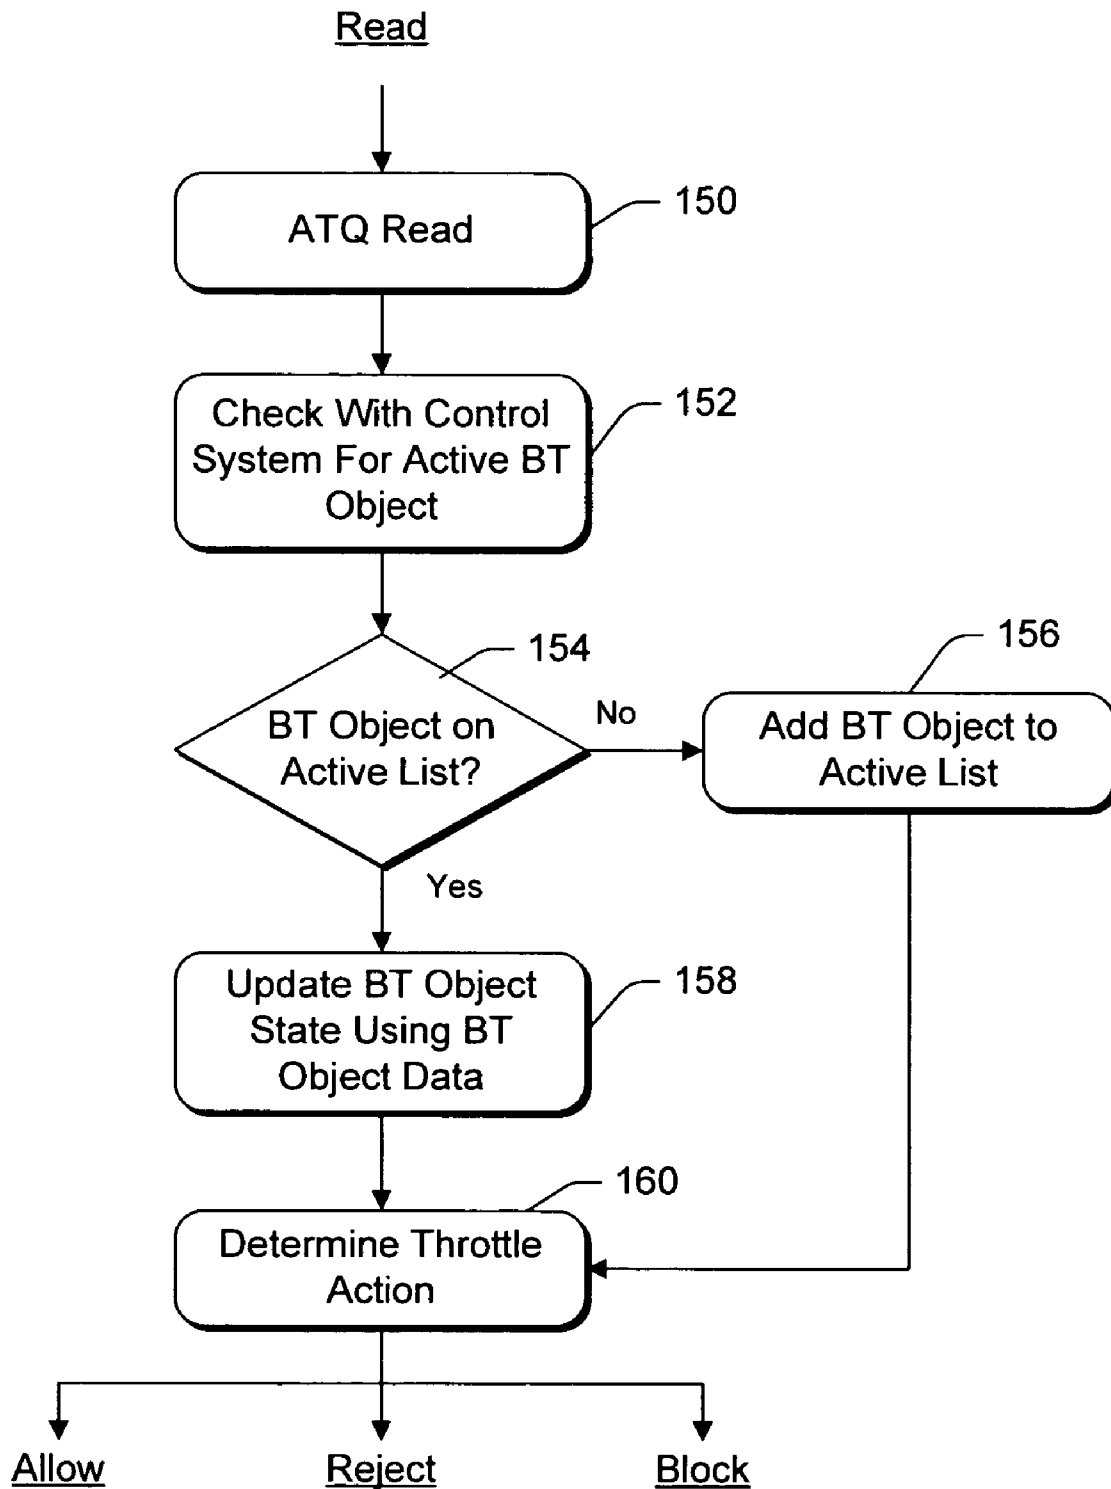 Read
ATQ Read
150
Check With Control
System For Active BT
Object
152
154
BT Object on
Active List?
No
156
Add BT Object to
Active List
Yes
Update BT Object
State Using BT
Object Data
158
160
Determine Throttle
Action
Allow
Reject
Block